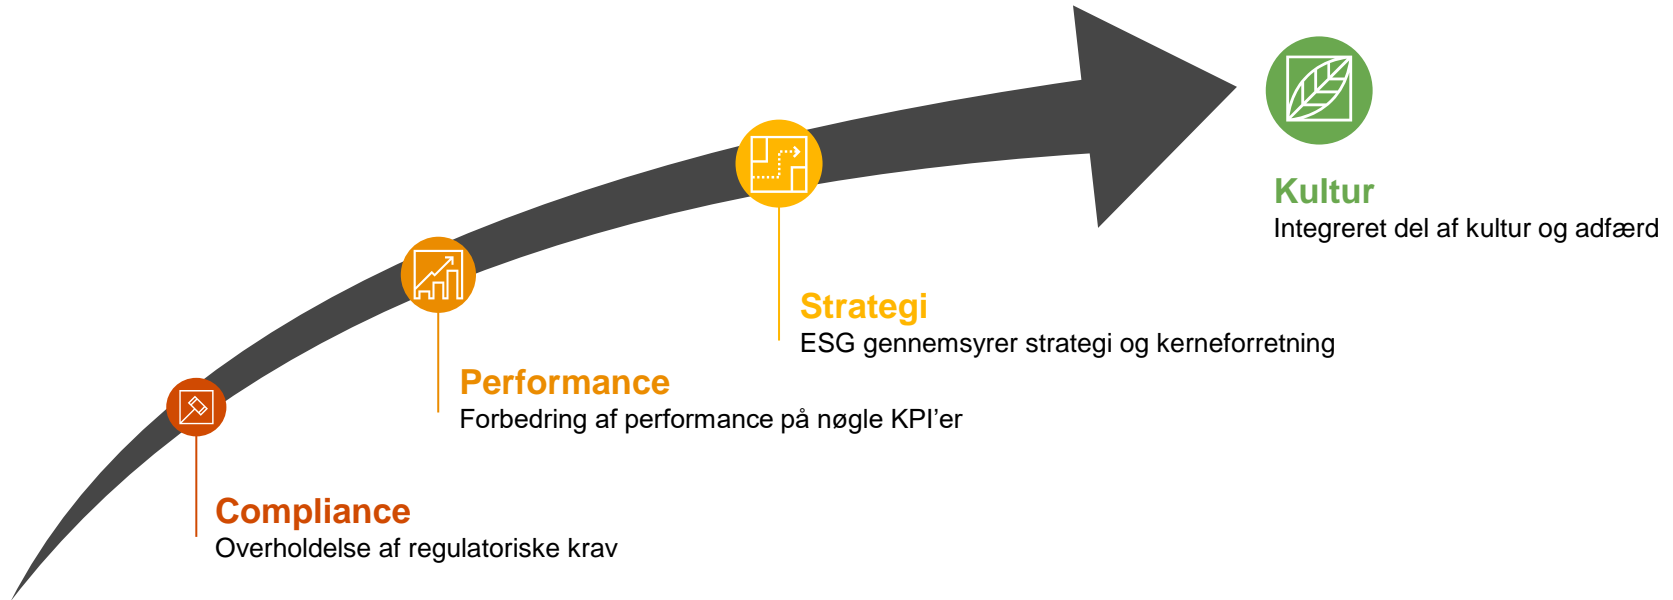 Kultur
Integreret del af kultur og adfærd
Strategi
ESG gennemsyrer strategi og kerneforretning
Performance
Forbedring af performance på nøgle KPI’er
Compliance
Overholdelse af regulatoriske krav